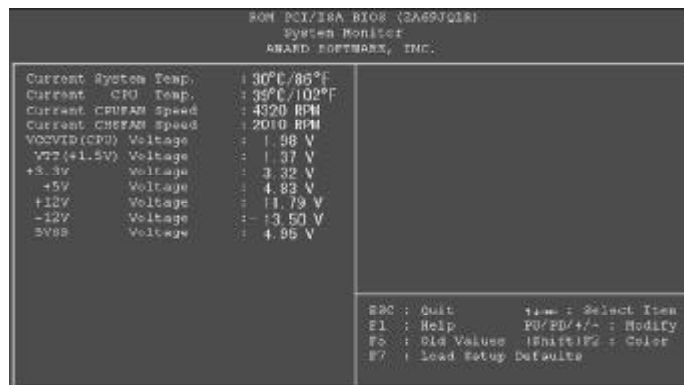 ROM PCI/ISA BIOS (2A69JQ1R)
System Monitor
AWARD SOFTWARE, INC.
Current System Temp. : 30°C/86°F
Current CPU Temp. : 39°C/102°F
Current CPUFAN Speed : 4320 RPM
Current CHSFAN Speed : 2010 RPM
VCCVID(CPU) Voltage : 1.98 V
VTT(+1.5V) Voltage : 1.37 V
+3.3V Voltage : 3.32 V
+5V Voltage : 4.83 V
+12V Voltage : 11.79 V
-12V Voltage :- 13.50 V
5VSB Voltage : 4.95 V
ESC : Quit ↑↓→← : Select Item
F1 : Help PU/PD/+/- : Modify
F5 : Old Values (Shift)F2 : Color
F7 : Load Setup Defaults